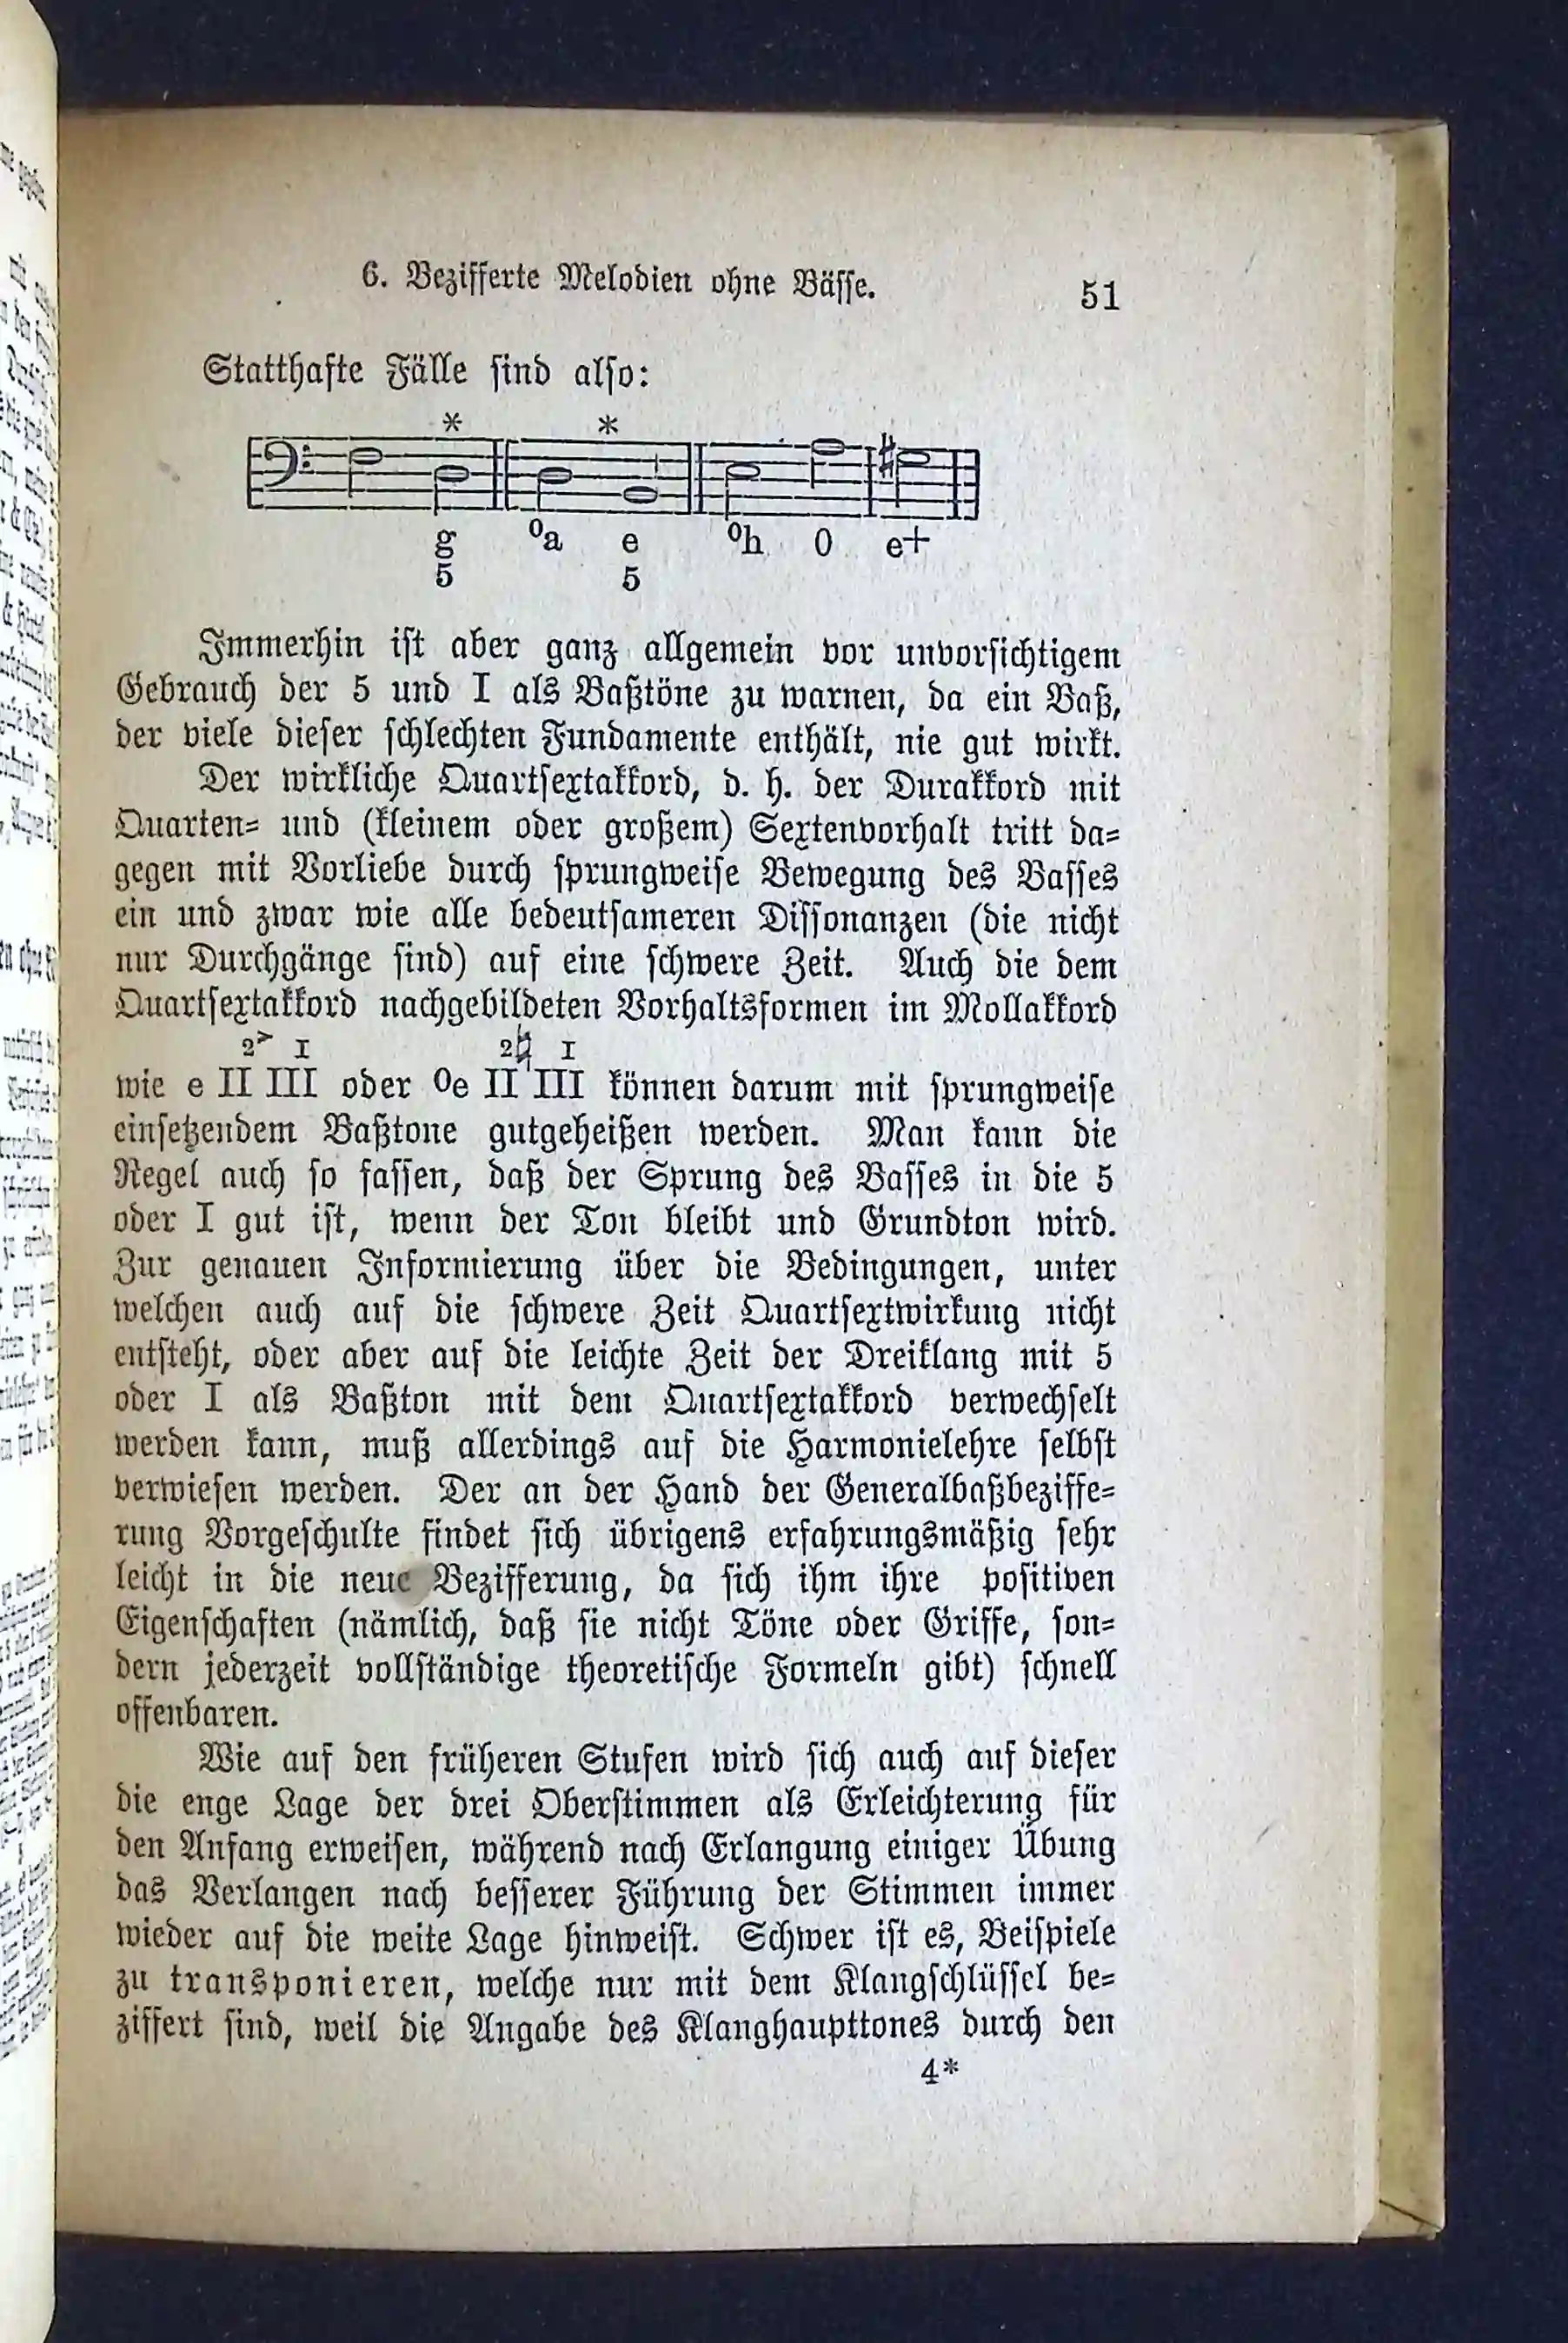 6. Bezifferte Melodien ohne Bässe.
51
Statthafte Fälle sind also:
* *
g ⁰a e ⁰h 0 e+
5 5
Immerhin ist aber ganz allgemein vor unvorsichtigem
Gebrauch der 5 und I als Baßtöne zu warnen, da ein Baß,
der viele dieser schlechten Fundamente enthält, nie gut wirkt.
Der wirkliche Quartsextakkord, d. h. der Durakkord mit
Quarten- und (kleinem oder großem) Sextenvorhalt tritt da-
gegen mit Vorliebe durch sprungweise Bewegung des Basses
ein und zwar wie alle bedeutsameren Dissonanzen (die nicht
nur Durchgänge sind) auf eine schwere Zeit. Auch die dem
Quartsextakkord nachgebildeten Vorhaltsformen im Mollakkord
2> I 2♮ I
wie e II III oder ⁰e II III können darum mit sprungweise
einsetzendem Baßtone gutgeheißen werden. Man kann die
Regel auch so fassen, daß der Sprung des Basses in die 5
oder I gut ist, wenn der Ton bleibt und Grundton wird.
Zur genauen Informierung über die Bedingungen, unter
welchen auch auf die schwere Zeit Quartsextwirkung nicht
entsteht, oder aber auf die leichte Zeit der Dreiklang mit 5
oder I als Baßton mit dem Quartsextakkord verwechselt
werden kann, muß allerdings auf die Harmonielehre selbst
verwiesen werden. Der an der Hand der Generalbaßbeziffe-
rung Vorgeschulte findet sich übrigens erfahrungsmäßig sehr
leicht in die neue Bezifferung, da sich ihm ihre positiven
Eigenschaften (nämlich, daß sie nicht Töne oder Griffe, son-
dern jederzeit vollständige theoretische Formeln gibt) schnell
offenbaren.
Wie auf den früheren Stufen wird sich auch auf dieser
die enge Lage der drei Oberstimmen als Erleichterung für
den Anfang erweisen, während nach Erlangung einiger Übung
das Verlangen nach besserer Führung der Stimmen immer
wieder auf die weite Lage hinweist. Schwer ist es, Beispiele
zu transponieren, welche nur mit dem Klangschlüssel be-
ziffert sind, weil die Angabe des Klanghaupttones durch den
4*